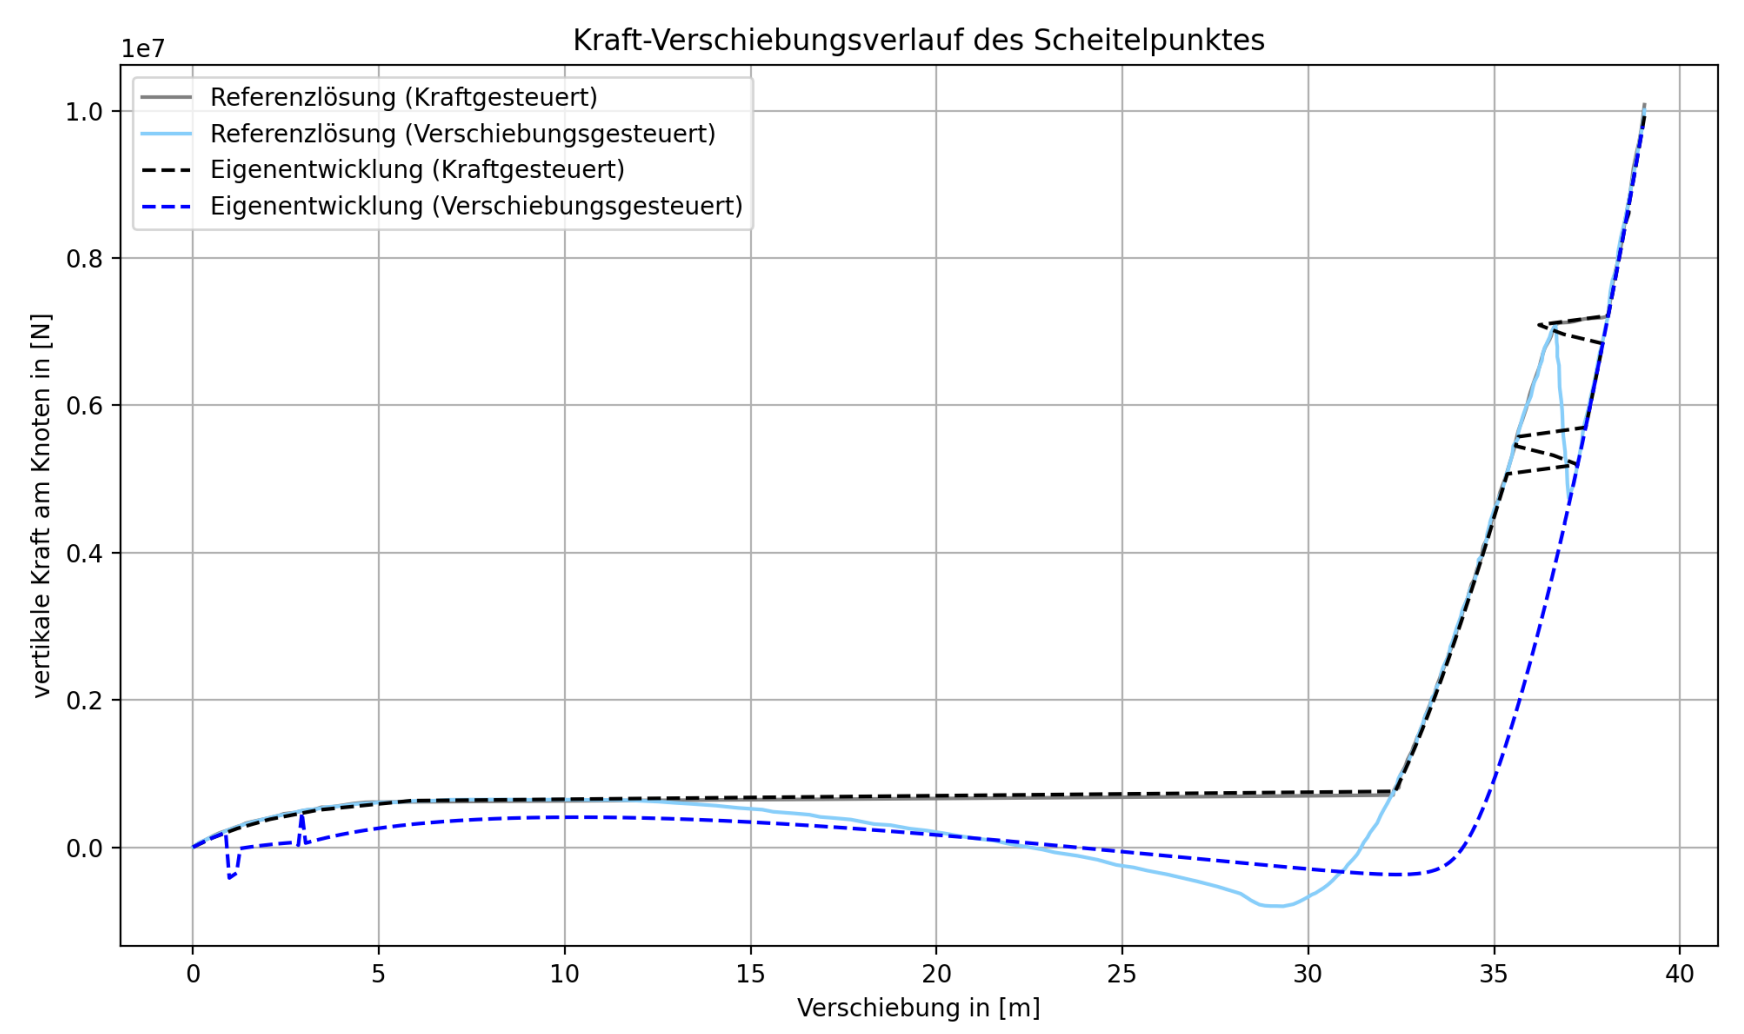 Kraft-Verschiebungsverlauf des Scheitelpunktes
1e7
Referenzlösung (Kraftgesteuert)
Referenzlösung (Verschiebungsgesteuert)
Eigenentwicklung (Kraftgesteuert)
Eigenentwicklung (Verschiebungsgesteuert)
1.0
0.8
0.6
0.4
0.2
0.0
vertikale Kraft am Knoten in [N]
0 5 10 15 20 25 30 35 40
Verschiebung in [m]